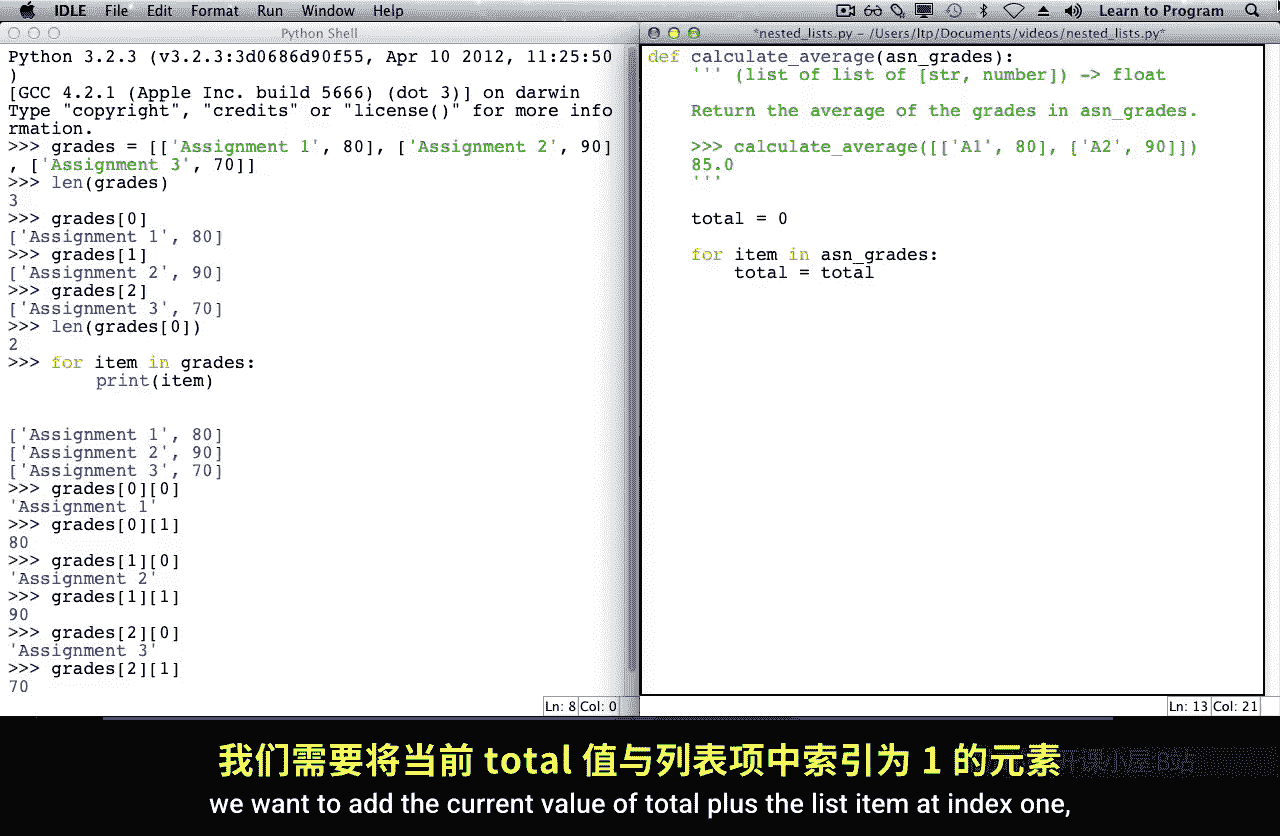 IDLE File Edit Format Run Window Help Learn to Program
Python Shell
Python 3.2.3 (v3.2.3:3d0686d90f55, Apr 10 2012, 11:25:50
)
[GCC 4.2.1 (Apple Inc. build 5666) (dot 3)] on darwin
Type "copyright", "credits" or "license()" for more info
rmation.
>>> grades = [['Assignment 1', 80], ['Assignment 2', 90]
, ['Assignment 3', 70]]
>>> len(grades)
3
>>> grades[0]
['Assignment 1', 80]
>>> grades[1]
['Assignment 2', 90]
>>> grades[2]
['Assignment 3', 70]
>>> len(grades[0])
2
>>> for item in grades:
        print(item)
['Assignment 1', 80]
['Assignment 2', 90]
['Assignment 3', 70]
>>> grades[0][0]
'Assignment 1'
>>> grades[0][1]
80
>>> grades[1][0]
'Assignment 2'
>>> grades[1][1]
90
>>> grades[2][0]
'Assignment 3'
>>> grades[2][1]
70
Ln: 8 Col: 0
*nested_lists.py – /Users/ltp/Documents/videos/nested_lists.py*
def calculate_average(asn_grades):
    ''' (list of list of [str, number]) -> float
    Return the average of the grades in asn_grades.
    >>> calculate_average([['A1', 80], ['A2', 90]])
    85.0
    '''
    total = 0
    for item in asn_grades:
        total = total
Ln: 13 Col: 21
我们需要将当前 total 值与列表项中索引为 1 的元素
we want to add the current value of total plus the list item at index one,